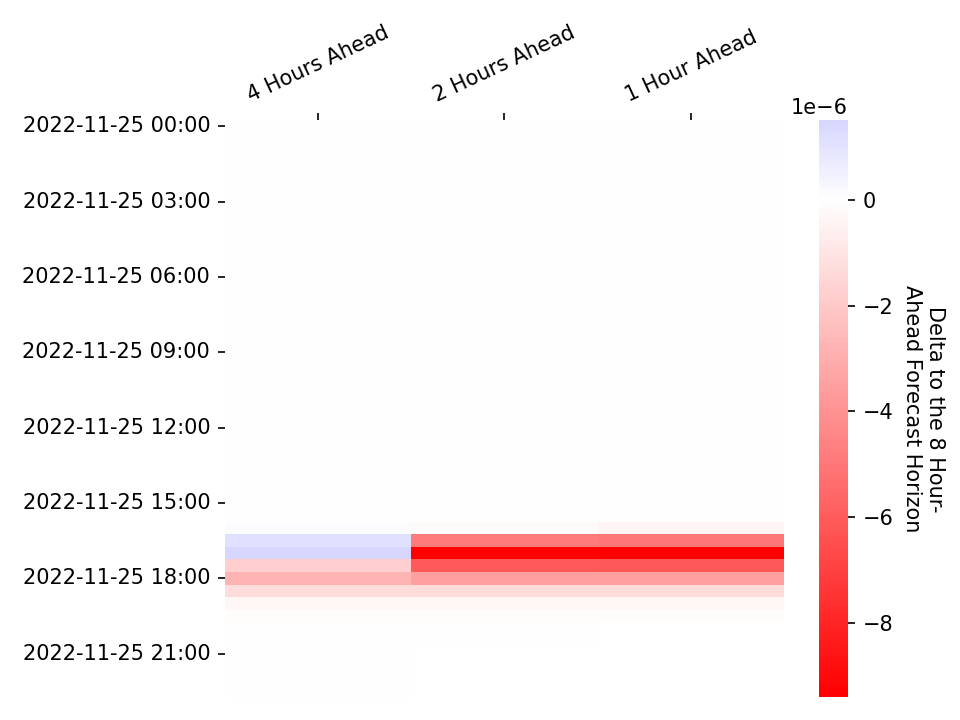 4 Hours Ahead
2 Hours Ahead
1 Hour Ahead
1e−6
2022-11-25 00:00
2022-11-25 03:00
2022-11-25 06:00
2022-11-25 09:00
2022-11-25 12:00
2022-11-25 15:00
2022-11-25 18:00
2022-11-25 21:00
0
−2
−4
−6
−8
Delta to the 8 Hour-
Ahead Forecast Horizon